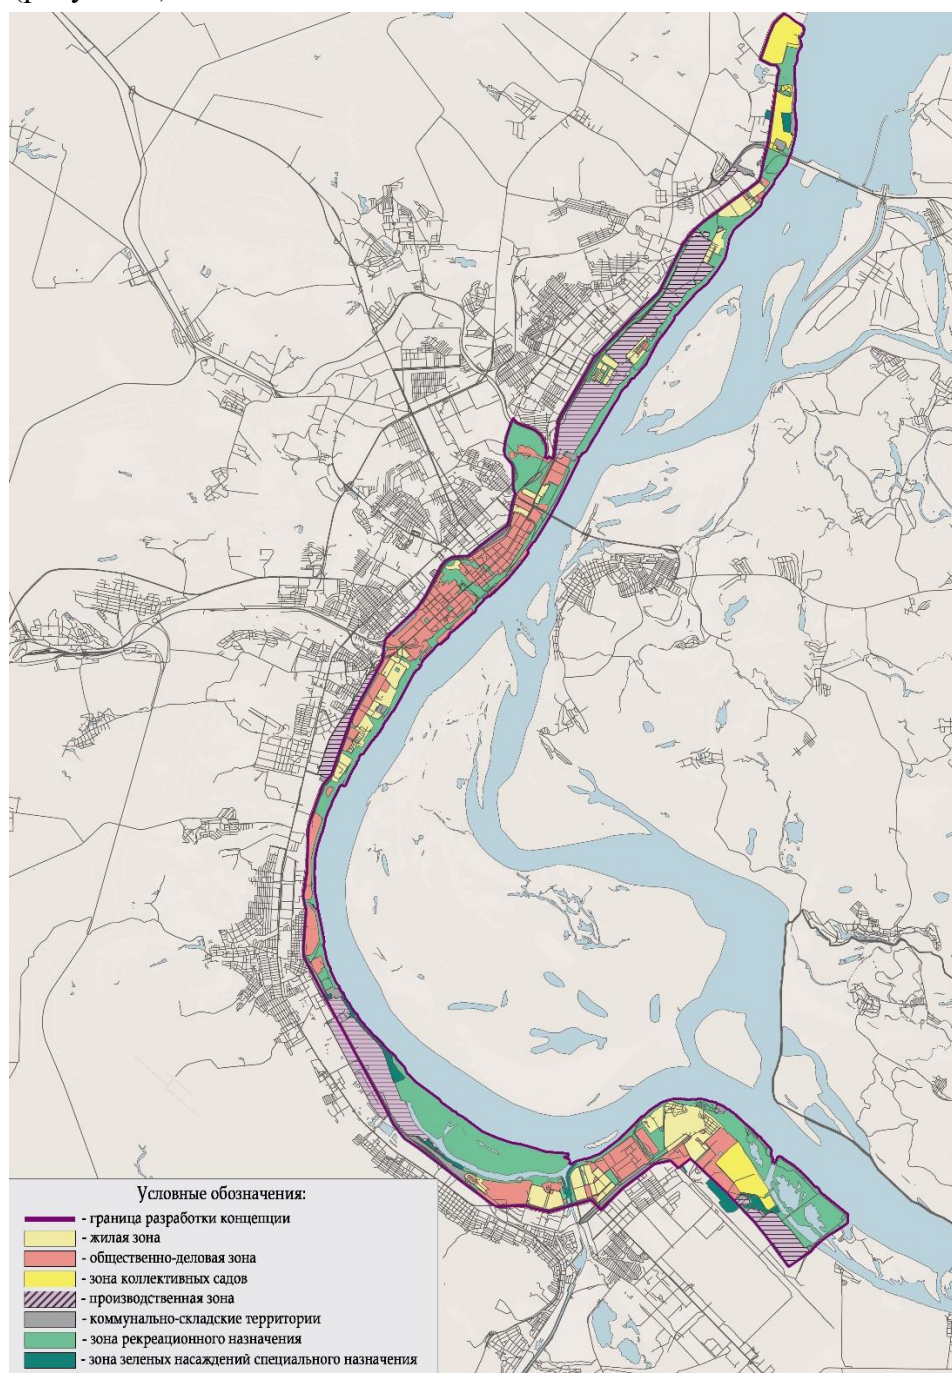 Условные обозначения:
- граница разработки концепции
- жилая зона
- общественно-деловая зона
- зона коллективных садов
- производственная зона
- коммунально-складские территории
- зона рекреационного назначения
- зона зеленых насаждений специального назначения